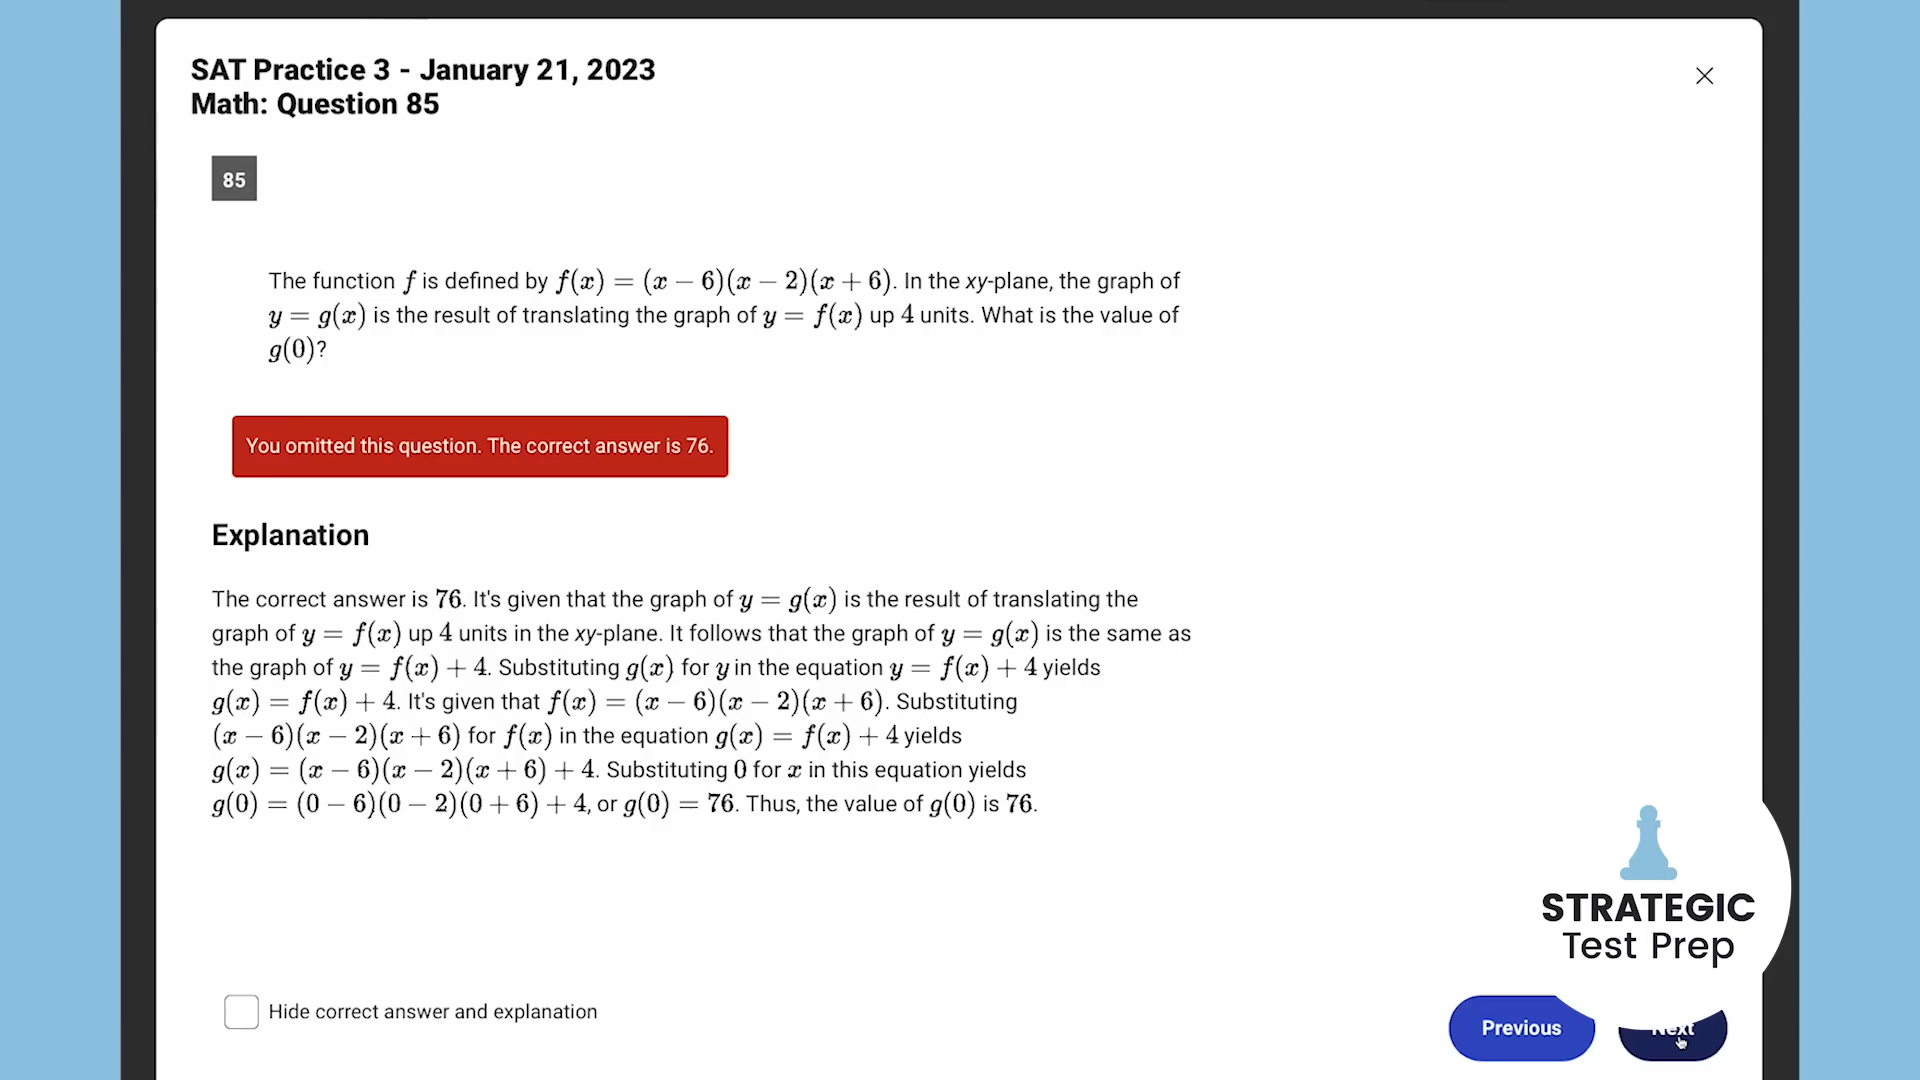 SAT Practice 3 - January 21, 2023
Math: Question 85
85
The function f is defined by f(x) = (x − 6)(x − 2)(x + 6). In the xy-plane, the graph of
y = g(x) is the result of translating the graph of y = f(x) up 4 units. What is the value of
g(0)?
You omitted this question. The correct answer is 76.
Explanation
The correct answer is 76. It's given that the graph of y = g(x) is the result of translating the
graph of y = f(x) up 4 units in the xy-plane. It follows that the graph of y = g(x) is the same as
the graph of y = f(x) + 4. Substituting g(x) for y in the equation y = f(x) + 4 yields
g(x) = f(x) + 4. It's given that f(x) = (x − 6)(x − 2)(x + 6). Substituting
(x − 6)(x − 2)(x + 6) for f(x) in the equation g(x) = f(x) + 4 yields
g(x) = (x − 6)(x − 2)(x + 6) + 4. Substituting 0 for x in this equation yields
g(0) = (0 − 6)(0 − 2)(0 + 6) + 4, or g(0) = 76. Thus, the value of g(0) is 76.
STRATEGIC
Test Prep
Hide correct answer and explanation
Previous
Next